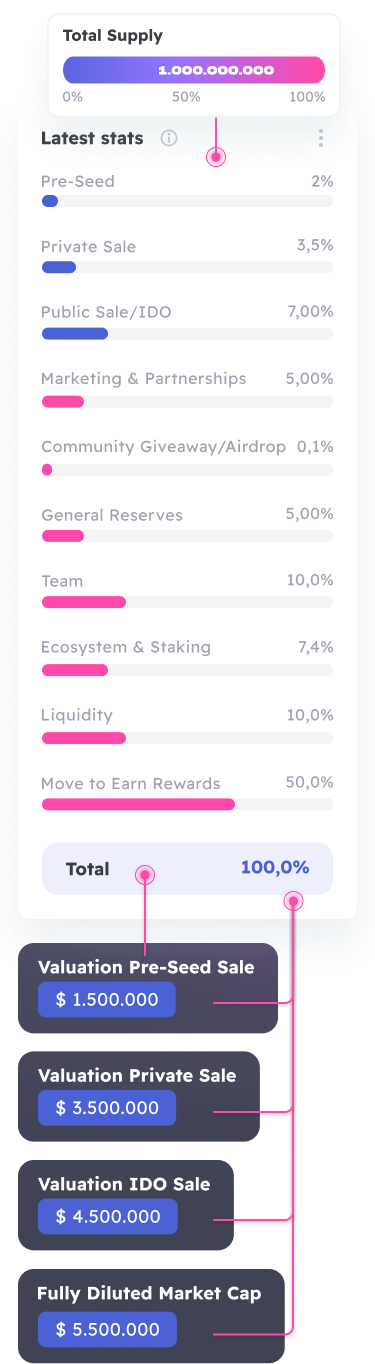 Total Supply
1.000.000.000
0% 50% 100%
Latest stats
Pre-Seed 2%
Private Sale 3,5%
Public Sale/IDO 7,00%
Marketing & Partnerships 5,00%
Community Giveaway/Airdrop 0,1%
General Reserves 5,00%
Team 10,0%
Ecosystem & Staking 7,4%
Liquidity 10,0%
Move to Earn Rewards 50,0%
Total 100,0%
Valuation Pre-Seed Sale
$ 1.500.000
Valuation Private Sale
$ 3.500.000
Valuation IDO Sale
$ 4.500.000
Fully Diluted Market Cap
$ 5.500.000